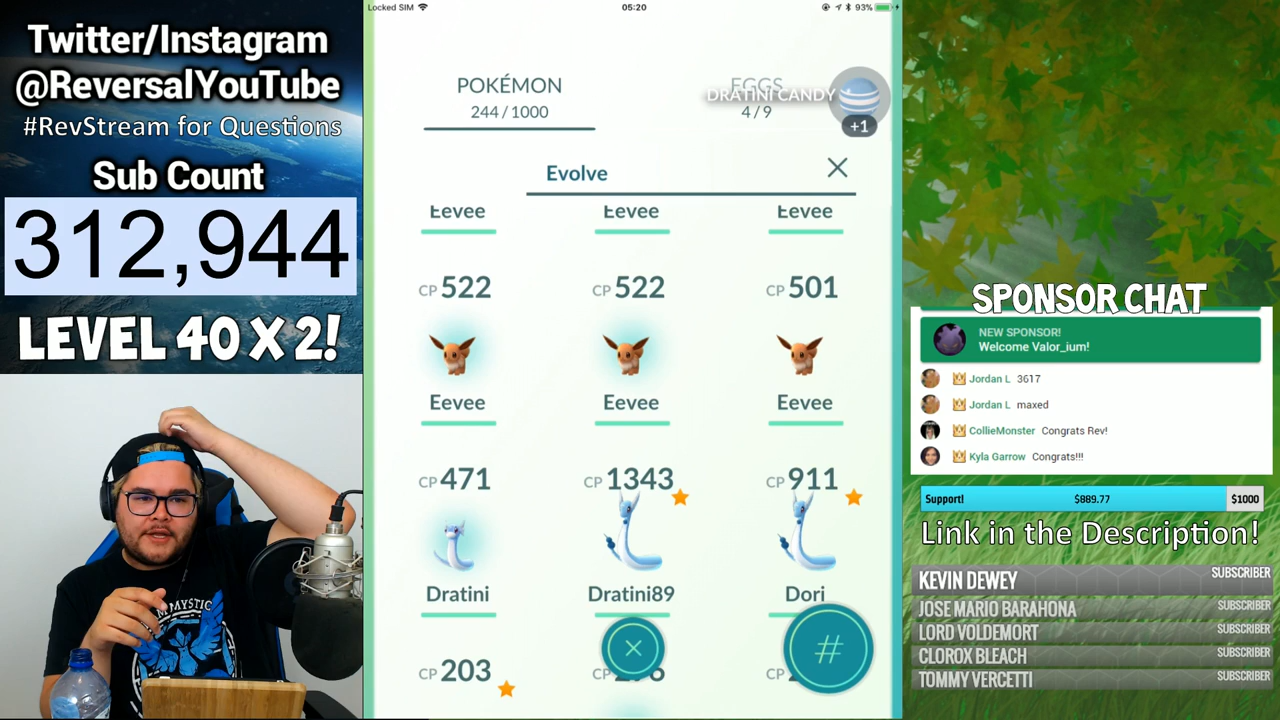 Twitter/Instagram
@ReversalYouTube
#RevStream for Questions
Sub Count
312,944
LEVEL 40 X 2!
MYSTIC
Locked SIM
05:20
93%
POKÉMON
244 / 1000
EGGS
4 / 9
DRATINI CANDY
+1
Evolve
Eevee Eevee Eevee
CP 522 CP 522 CP 501
Eevee Eevee Eevee
CP 471 CP 1343 CP 911
Dratini Dratini89 Dori
CP 203 CP CP
#
SPONSOR CHAT
NEW SPONSOR!
Welcome Valor_ium!
Jordan L 3617
Jordan L maxed
CollieMonster Congrats Rev!
Kyla Garrow Congrats!!!
Support! $889.77 $1000
Link in the Description!
KEVIN DEWEY SUBSCRIBER
JOSE MARIO BARAHONA SUBSCRIBER
LORD VOLDEMORT SUBSCRIBER
CLOROX BLEACH SUBSCRIBER
TOMMY VERCETTI SUBSCRIBER